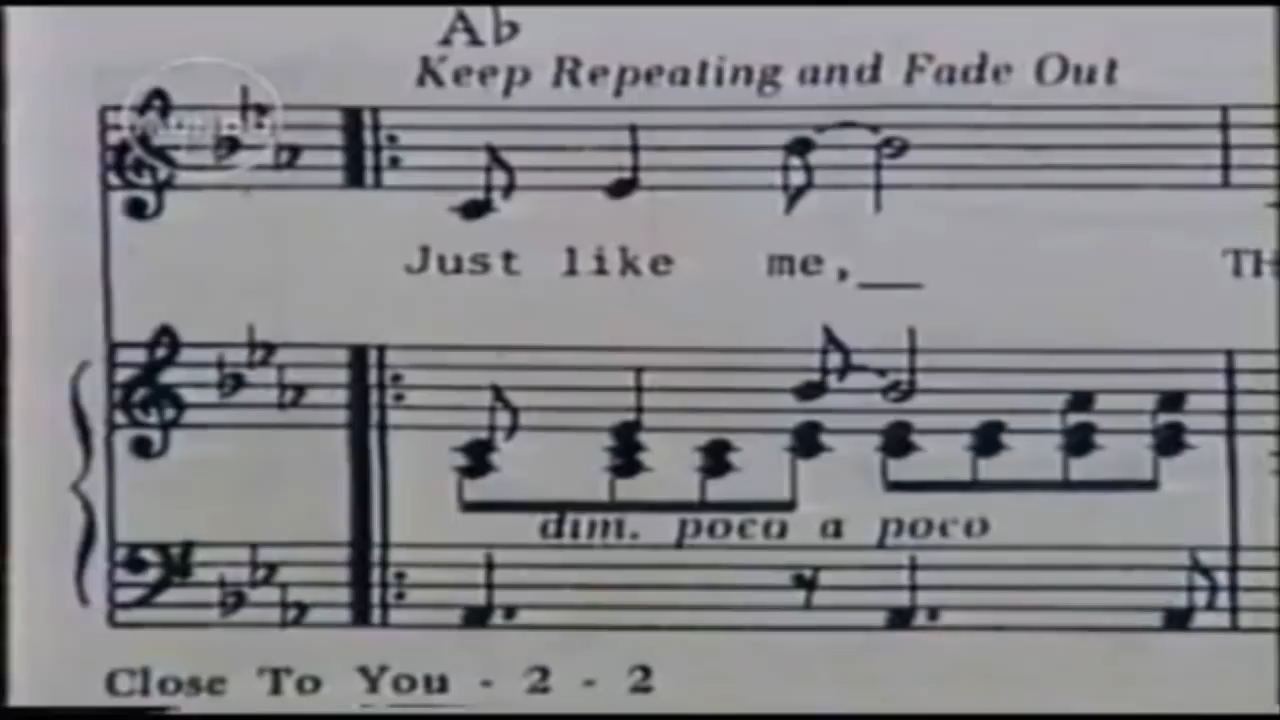 Ab
Keep Repeating and Fade Out
Just like me,
dim. poco a poco
Close To You - 2 - 2